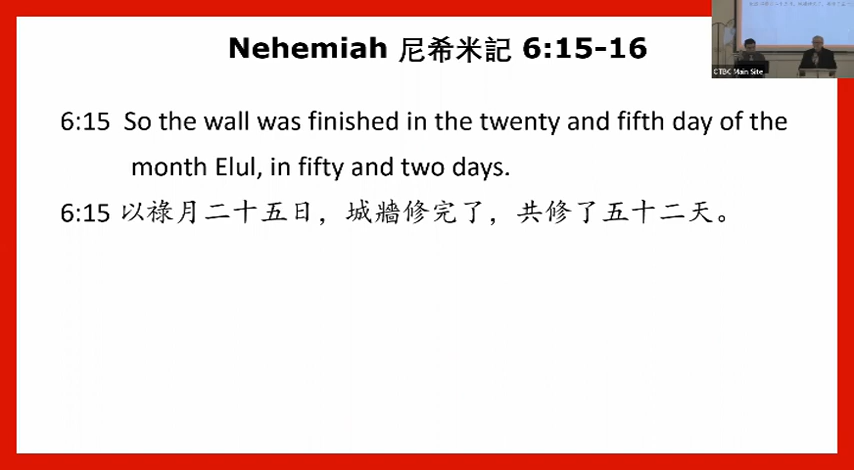 Nehemiah 尼希米記 6:15-16
CTBC Main Site
6:15 So the wall was finished in the twenty and fifth day of the
month Elul, in fifty and two days.
6:15 以祿月二十五日，城牆修完了，共修了五十二天。